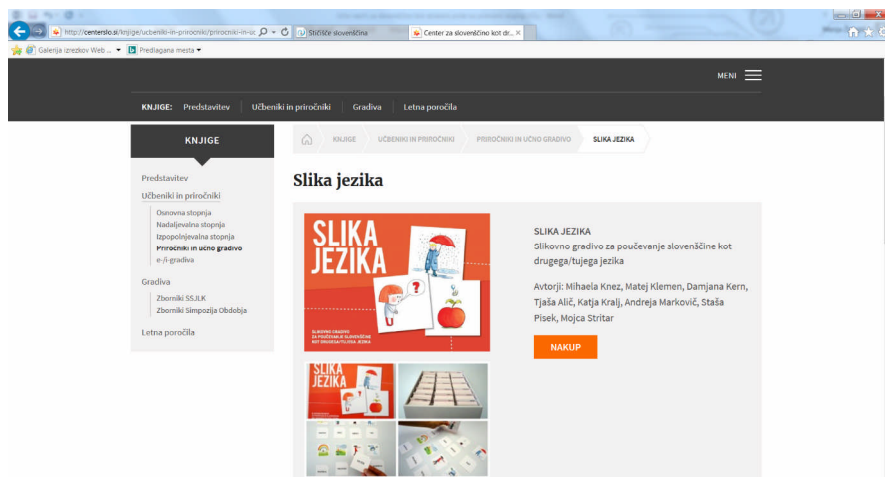 http://centerslo.si/knjige/ucbeniki-in-prirocniki/prirocniki-in-uc
Stičišče slovenščina
Center za slovenščino kot dr...
Galerija izrezkov Web ...
Predlagana mesta
MENI
KNJIGE: Predstavitev Učbeniki in priročniki Gradiva Letna poročila
KNJIGE
KNJIGE UČBENIKI IN PRIROČNIKI PRIROČNIKI IN UČNO GRADIVO SLIKA JEZIKA
Predstavitev
Učbeniki in priročniki
Osnovna stopnja
Nadaljevalna stopnja
Izpopolnjevalna stopnja
Priročniki in učno gradivo
e-/i-gradiva
Gradiva
Zborniki SSJLK
Zborniki Simpozija Obdobja
Letna poročila
Slika jezika
SLIKA
JEZIKA
?
SLIKOVNO GRADIVO
ZA POUČEVANJE SLOVENŠČINE
KOT DRUGEGA/TUJEGA JEZIKA
SLIKA JEZIKA
Slikovno gradivo za poučevanje slovenščine kot
drugega/tujega jezika
Avtorji: Mihaela Knez, Matej Klemen, Damjana Kern,
Tjaša Alič, Katja Kralj, Andreja Markovič, Staša
Pisek, Mojca Stritar
NAKUP
SLIKA
JEZIKA